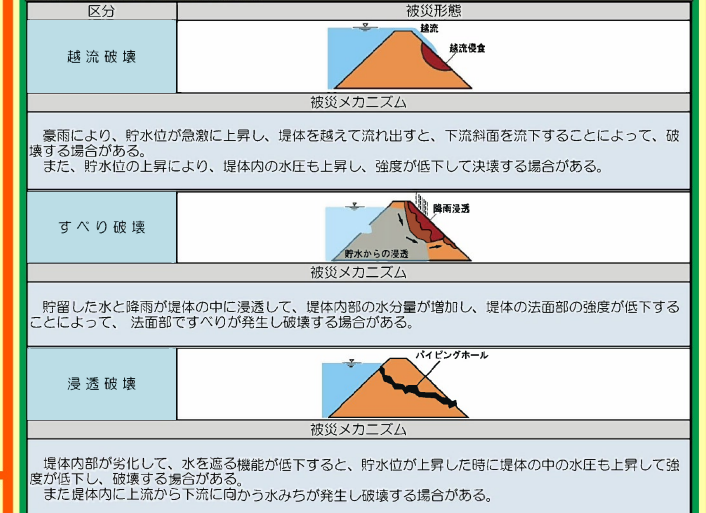 区分 被災形態
越流破壊
越流
越流侵食
被災メカニズム
豪雨により、貯水位が急激に上昇し、堤体を越えて流れ出すと、下流斜面を流下することによって、破
壊する場合がある。
また、貯水位の上昇により、堤体内の水圧も上昇し、強度が低下して決壊する場合がある。
すべり破壊
降雨浸透
貯水からの浸透
被災メカニズム
貯留した水と降雨が堤体の中に浸透して、堤体内部の水分量が増加し、堤体の法面部の強度が低下する
ことによって、 法面部ですべりが発生し破壊する場合がある。
浸透破壊
パイピングホール
被災メカニズム
堤体内部が劣化して、水を遮る機能が低下すると、貯水位が上昇した時に堤体の中の水圧も上昇して強
度が低下し、破壊する場合がある。
また堤体内に上流から下流に向かう水みちが発生し破壊する場合がある。